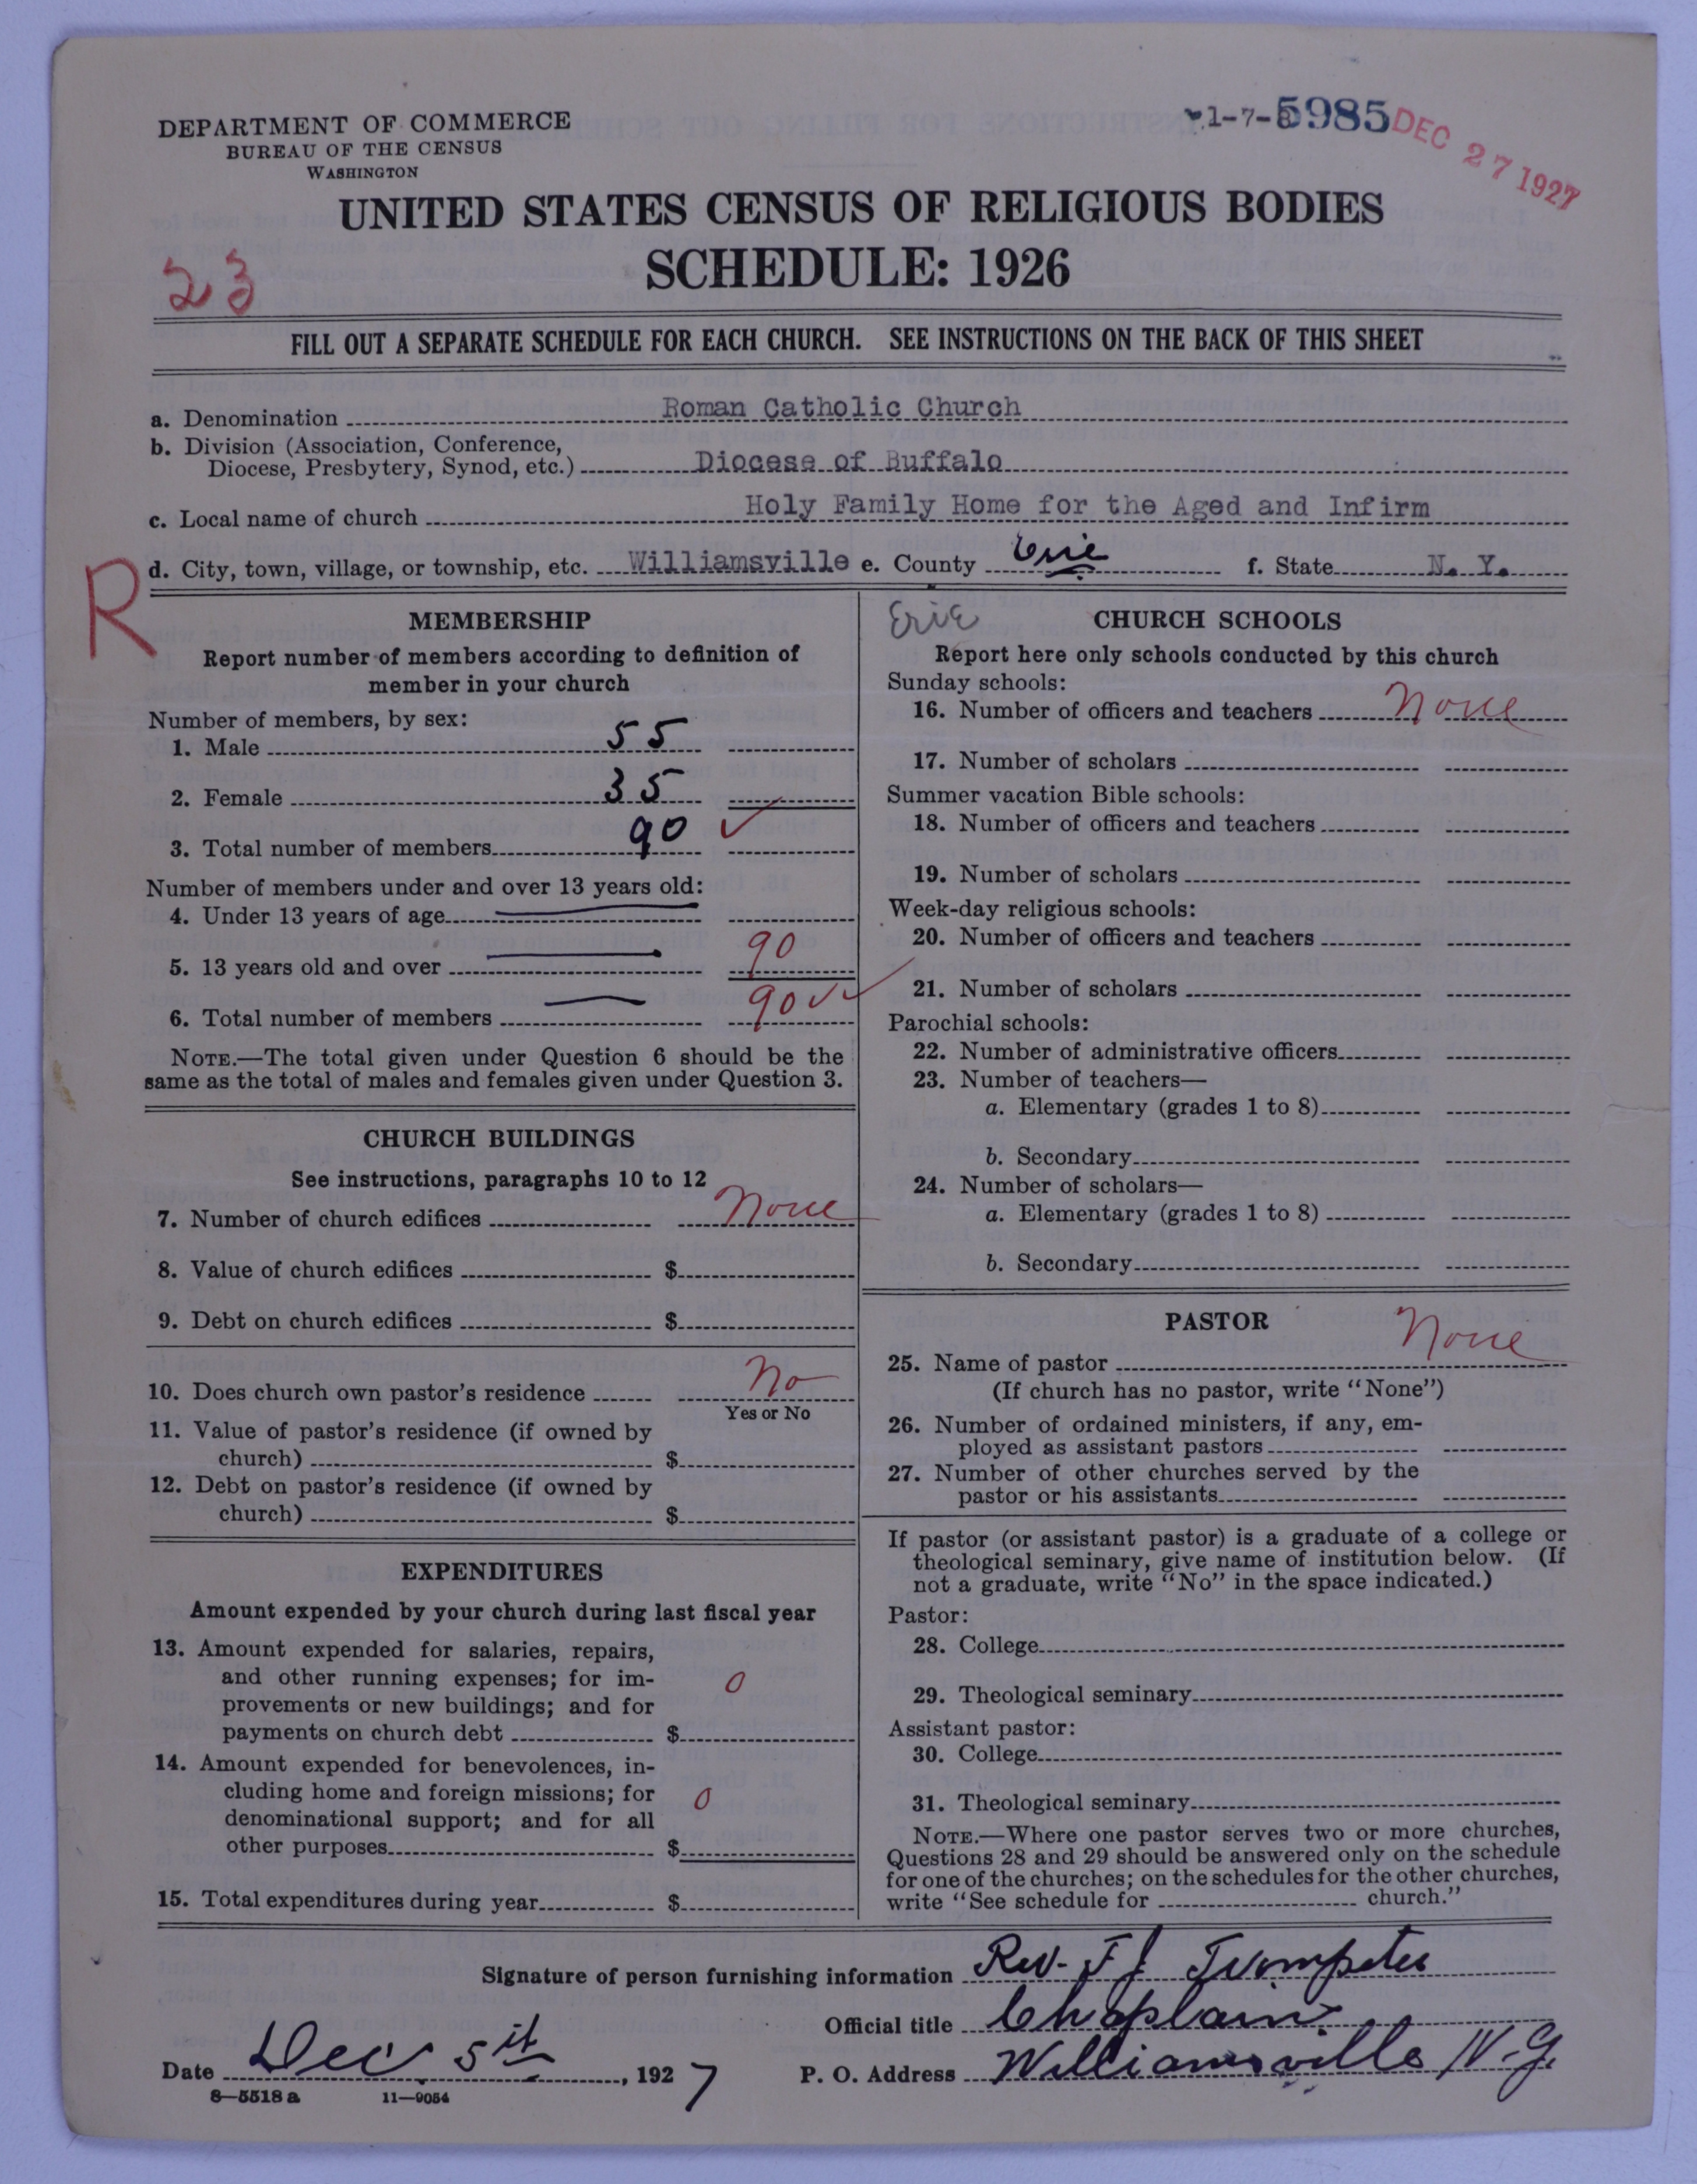 DEPARTMENT OF COMMERCE
BUREAU OF THE CENSUS
WASHINGTON
1-7-5985
DEC 27 1927
UNITED STATES CENSUS OF RELIGIOUS BODIES
SCHEDULE: 1926
23
FILL OUT A SEPARATE SCHEDULE FOR EACH CHURCH. SEE INSTRUCTIONS ON THE BACK OF THIS SHEET
a. Denomination Roman Catholic Church
b. Division (Association, Conference,
Diocese, Presbytery, Synod, etc.) Diocese of Buffalo
c. Local name of church Holy Family Home for the Aged and Infirm
d. City, town, village, or township, etc. Williamsville e. County Erie f. State N. Y.
R
MEMBERSHIP
Report number of members according to definition of
member in your church
Number of members, by sex:
1. Male 55
2. Female 35
3. Total number of members 90 ✓
Number of members under and over 13 years old:
4. Under 13 years of age
5. 13 years old and over 90
6. Total number of members 90 ✓✓
NOTE.—The total given under Question 6 should be the
same as the total of males and females given under Question 3.
CHURCH BUILDINGS
See instructions, paragraphs 10 to 12
7. Number of church edifices None
8. Value of church edifices $
9. Debt on church edifices $
10. Does church own pastor's residence No
Yes or No
11. Value of pastor's residence (if owned by
church) $
12. Debt on pastor's residence (if owned by
church) $
EXPENDITURES
Amount expended by your church during last fiscal year
13. Amount expended for salaries, repairs,
and other running expenses; for im-
provements or new buildings; and for
payments on church debt $ 0
14. Amount expended for benevolences, in-
cluding home and foreign missions; for
denominational support; and for all
other purposes $ 0
15. Total expenditures during year $
Erie
CHURCH SCHOOLS
Report here only schools conducted by this church
Sunday schools:
16. Number of officers and teachers None
17. Number of scholars
Summer vacation Bible schools:
18. Number of officers and teachers
19. Number of scholars
Week-day religious schools:
20. Number of officers and teachers
21. Number of scholars
Parochial schools:
22. Number of administrative officers
23. Number of teachers—
a. Elementary (grades 1 to 8)
b. Secondary
24. Number of scholars—
a. Elementary (grades 1 to 8)
b. Secondary
PASTOR
25. Name of pastor None
(If church has no pastor, write "None")
26. Number of ordained ministers, if any, em-
ployed as assistant pastors
27. Number of other churches served by the
pastor or his assistants
If pastor (or assistant pastor) is a graduate of a college or
theological seminary, give name of institution below. (If
not a graduate, write "No" in the space indicated.)
Pastor:
28. College
29. Theological seminary
Assistant pastor:
30. College
31. Theological seminary
NOTE.—Where one pastor serves two or more churches,
Questions 28 and 29 should be answered only on the schedule
for one of the churches; on the schedules for the other churches,
write "See schedule for church."
Signature of person furnishing information Rev. F J Trompeter
Official title Chaplain
Date Dec 5th, 1927 P. O. Address Williamsville N.Y.
8—5518 a 11—9054